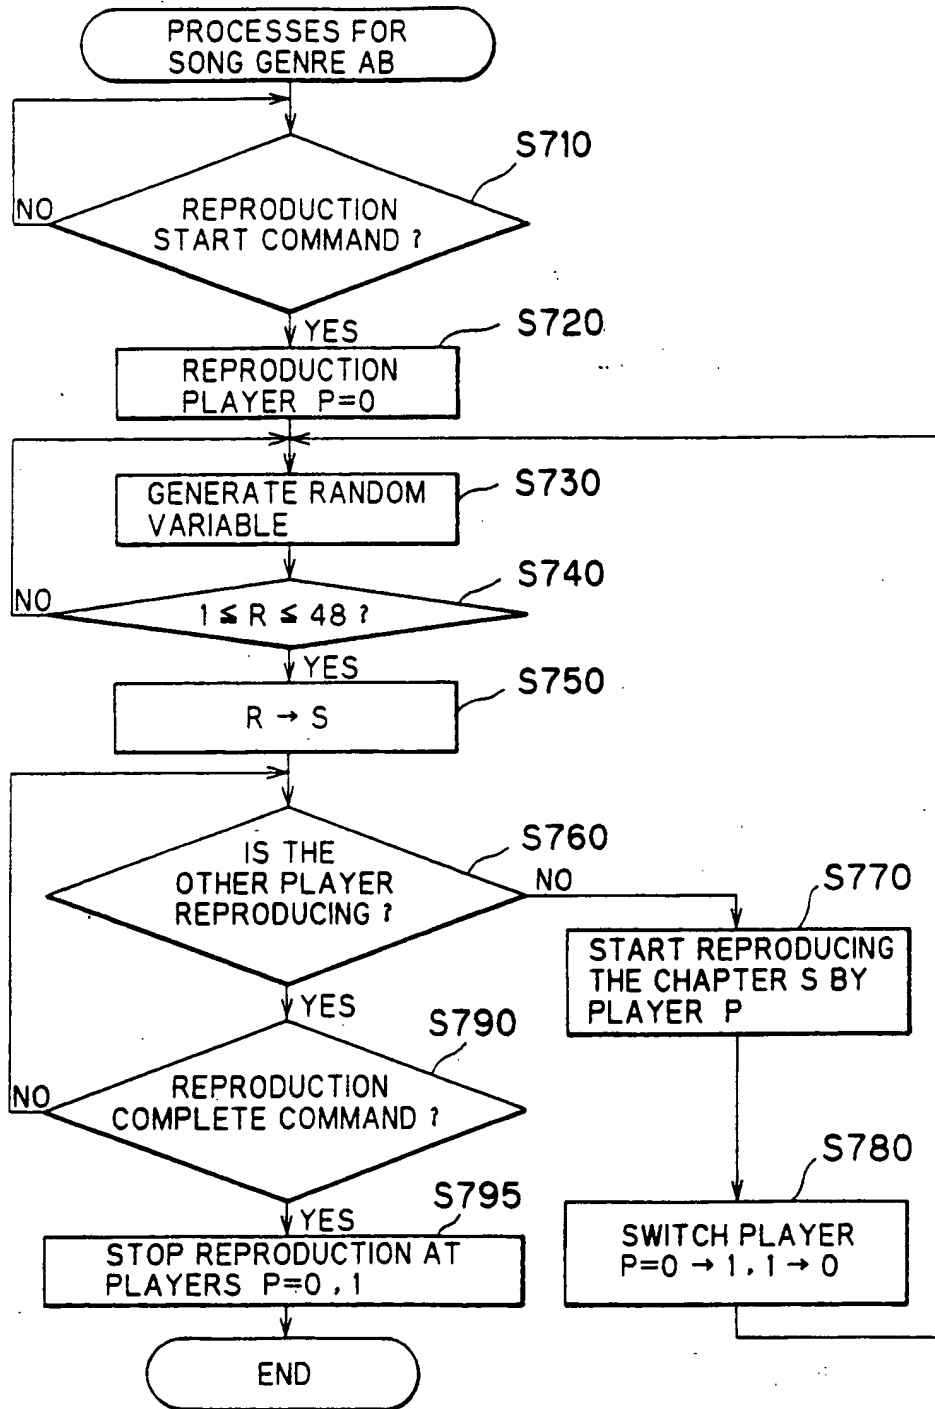 PROCESSES FOR
SONG GENRE AB
S710
NO
REPRODUCTION
START COMMAND ?
YES
S720
REPRODUCTION
PLAYER P=0
S730
GENERATE RANDOM
VARIABLE
S740
NO
1 ≦ R ≦ 48 ?
YES
S750
R → S
S760
IS THE
OTHER PLAYER
REPRODUCING ?
NO
S770
START REPRODUCING
THE CHAPTER S BY
PLAYER P
YES
S790
NO
REPRODUCTION
COMPLETE COMMAND ?
S780
SWITCH PLAYER
P=0 → 1, 1 → 0
YES
S795
STOP REPRODUCTION AT
PLAYERS P=0, 1
END